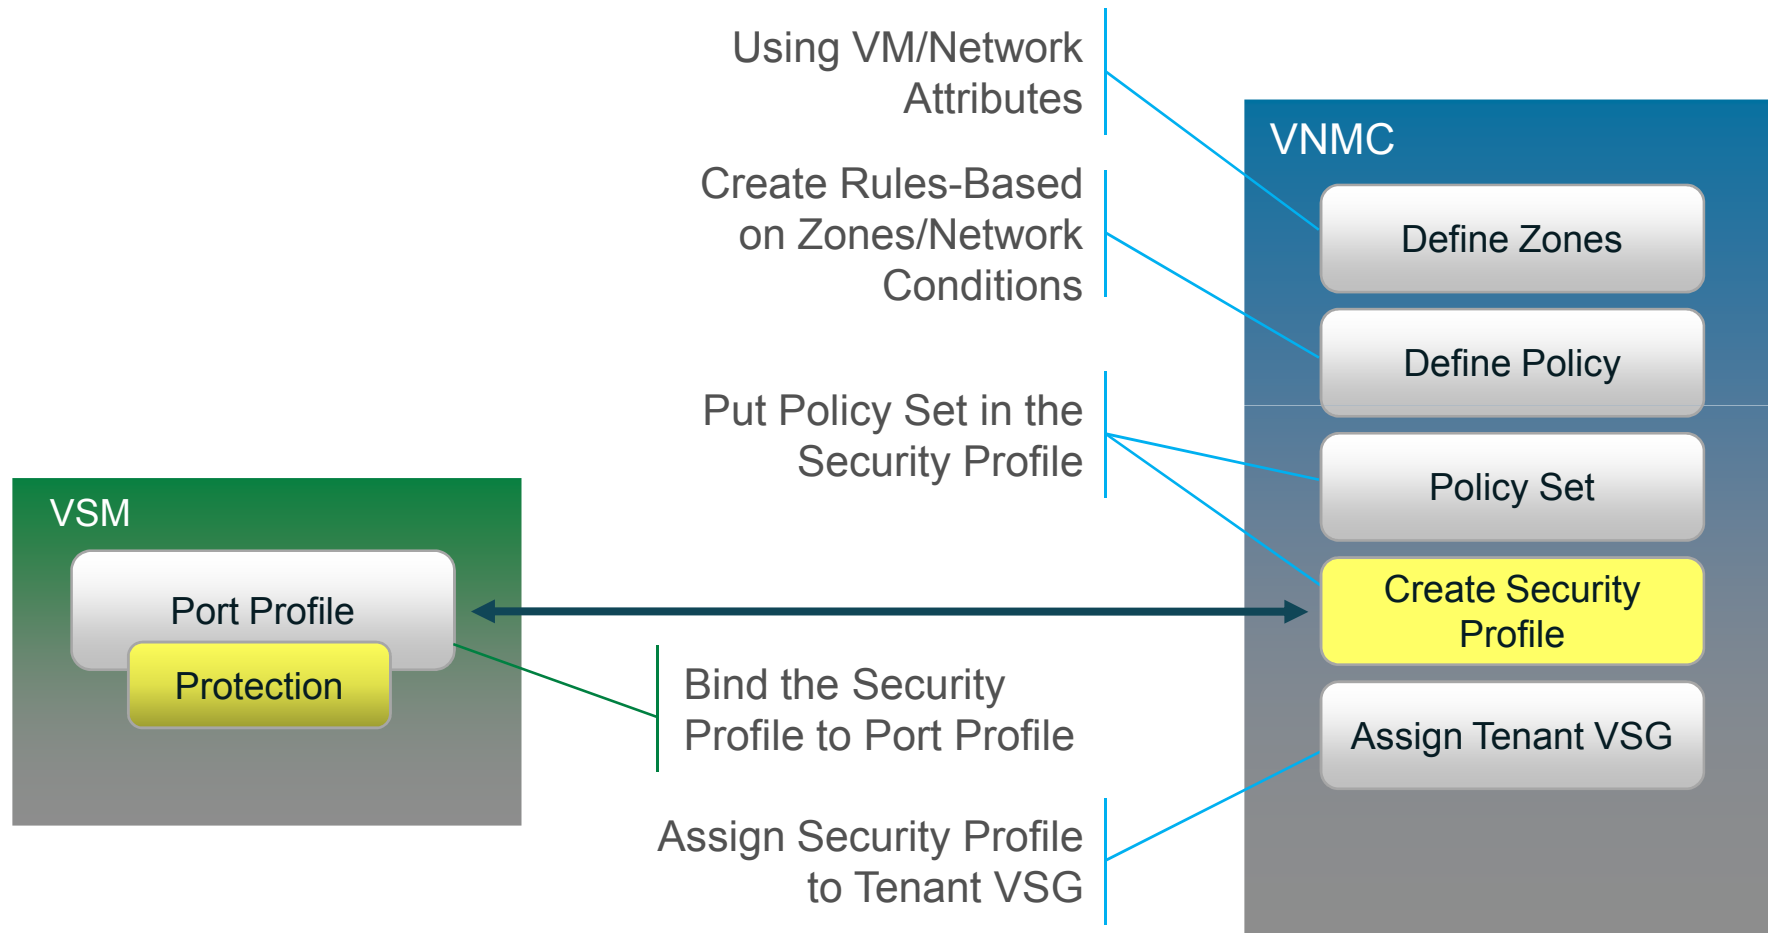 Using VM/Network
Attributes
VNMC
Define Zones
Create Rules-Based
on Zones/Network
Conditions
Define Policy
Put Policy Set in the
Security Profile
Policy Set
VSM
Port Profile
Protection
Create Security
Profile
Bind the Security
Profile to Port Profile
Assign Tenant VSG
Assign Security Profile
to Tenant VSG